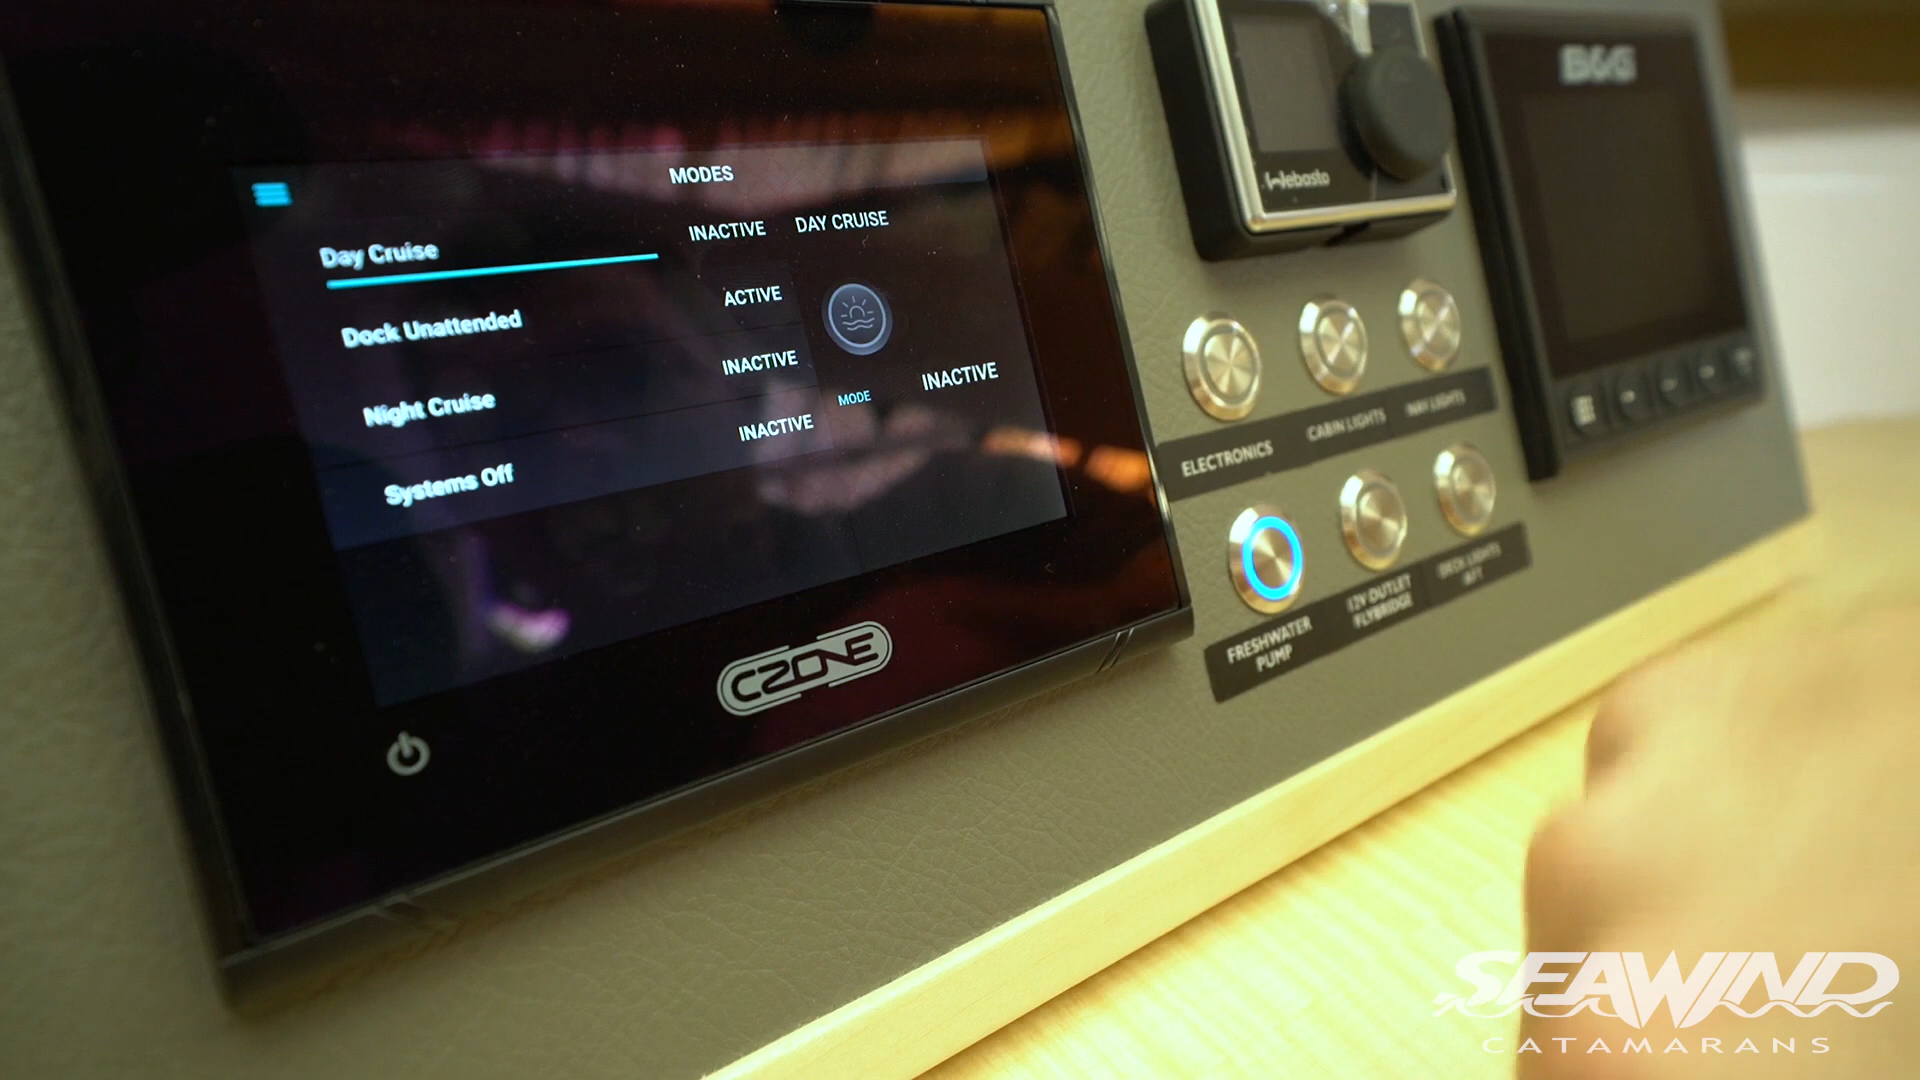 MODES
Day Cruise INACTIVE
Dock Unattended ACTIVE
Night Cruise INACTIVE
Systems Off INACTIVE
DAY CRUISE
MODE INACTIVE
CZONE
Webasto
B&G
ELECTRONICS
CABIN LIGHTS
NAV LIGHTS
FRESHWATER
PUMP
12V OUTLET
FLYBRIDGE
DECK LIGHTS
AFT
SEAWIND
CATAMARANS